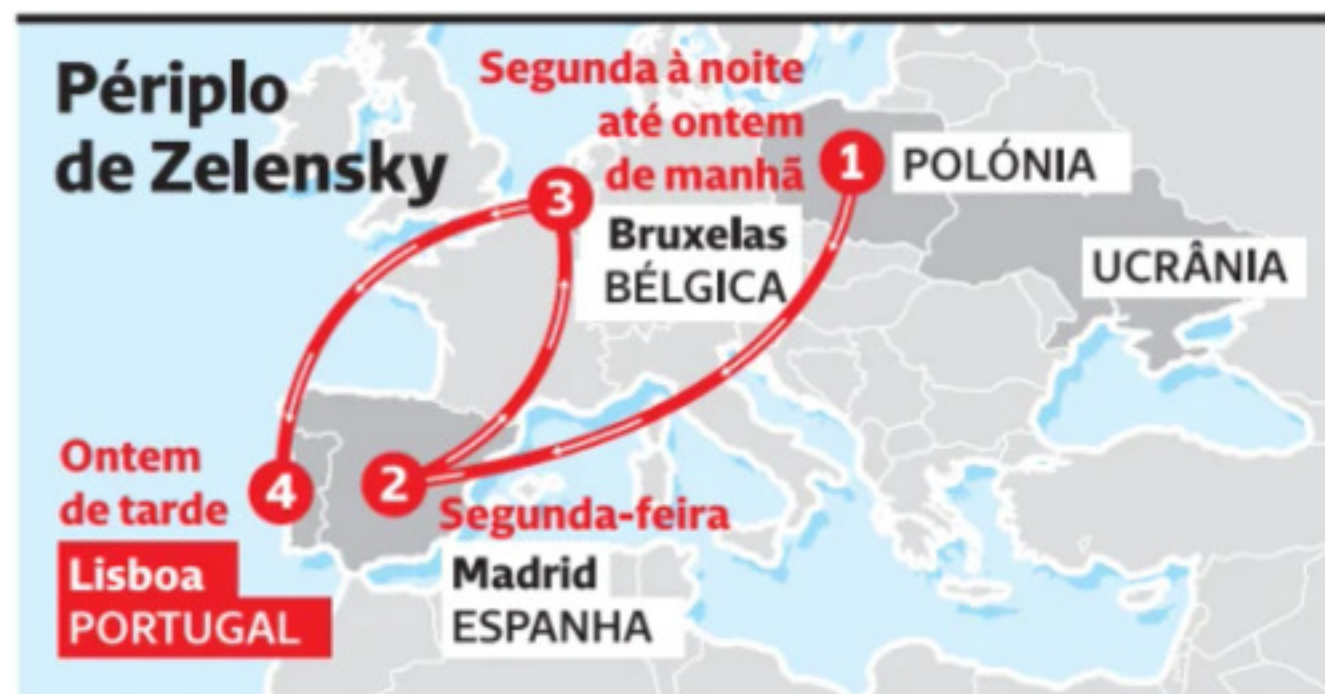 Périplo
de Zelensky
Segunda à noite
até ontem
de manhã
1
POLÓNIA
3
Bruxelas
BÉLGICA
UCRÂNIA
Ontem
de tarde
4
Lisboa
PORTUGAL
2
Segunda-feira
Madrid
ESPANHA